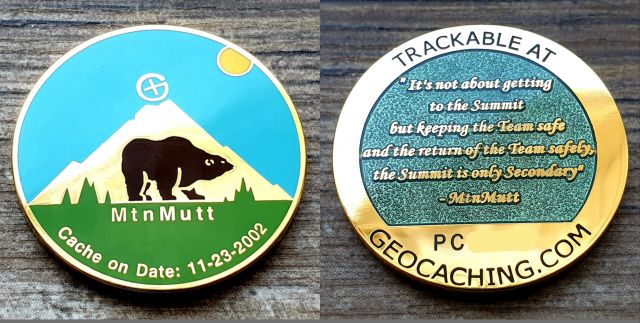 MtnMutt
Cache on Date: 11-23-2002
TRACKABLE AT
"It's not about getting
to the Summit
but keeping the Team safe
and the return of the Team safely,
the Summit is only Secondary"
- MtnMutt
PC
GEOCACHING.COM